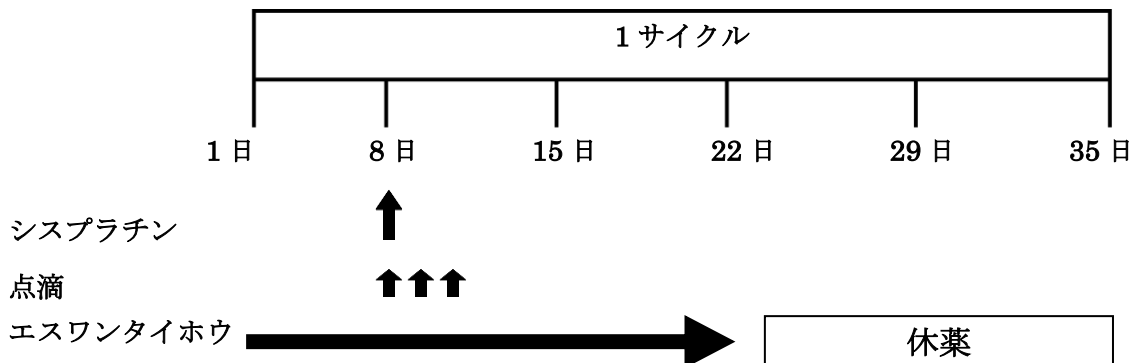 1サイクル
1日 8日 15日 22日 29日 35日
シスプラチン
点滴
エスワンタイホウ
休薬